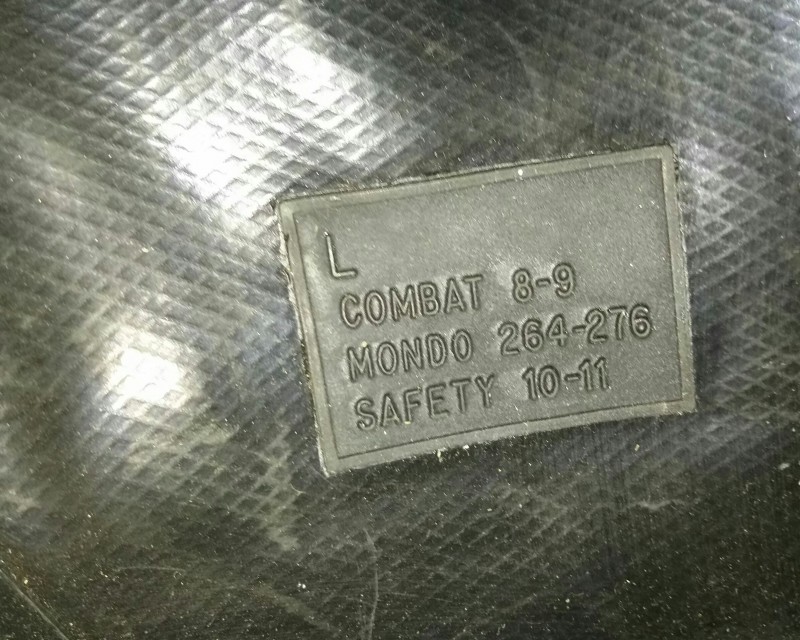 L
COMBAT 8-9
MONDO 264-276
SAFETY 10-11